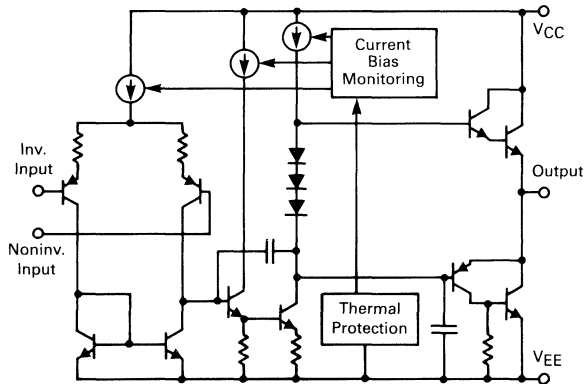 VCC
Current
Bias
Monitoring
Inv.
Input
Output
Noninv.
Input
Thermal
Protection
VEE